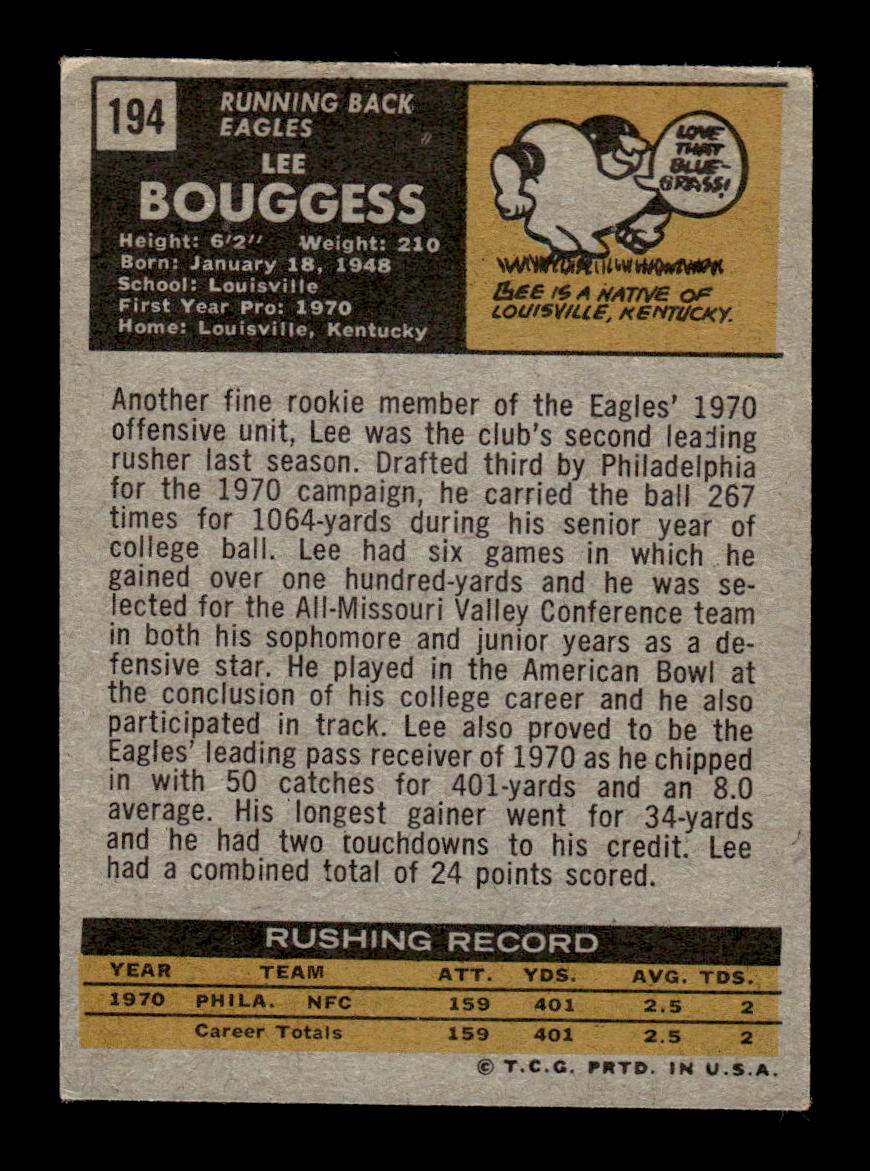 194
RUNNING BACK
EAGLES
LEE
BOUGGESS
Height: 6'2" Weight: 210
Born: January 18, 1948
School: Louisville
First Year Pro: 1970
Home: Louisville, Kentucky
LOVE
THAT
BLUE-
GRASS!
LEE IS A NATIVE OF
LOUISVILLE, KENTUCKY.
Another fine rookie member of the Eagles' 1970
offensive unit, Lee was the club's second leading
rusher last season. Drafted third by Philadelphia
for the 1970 campaign, he carried the ball 267
times for 1064-yards during his senior year of
college ball. Lee had six games in which he
gained over one hundred-yards and he was se-
lected for the All-Missouri Valley Conference team
in both his sophomore and junior years as a de-
fensive star. He played in the American Bowl at
the conclusion of his college career and he also
participated in track. Lee also proved to be the
Eagles' leading pass receiver of 1970 as he chipped
in with 50 catches for 401-yards and an 8.0
average. His longest gainer went for 34-yards
and he had two touchdowns to his credit. Lee
had a combined total of 24 points scored.
RUSHING RECORD
YEAR TEAM ATT. YDS. AVG. TDS.
1970 PHILA. NFC 159 401 2.5 2
Career Totals 159 401 2.5 2
© T.C.G. PRTD. IN U.S.A.